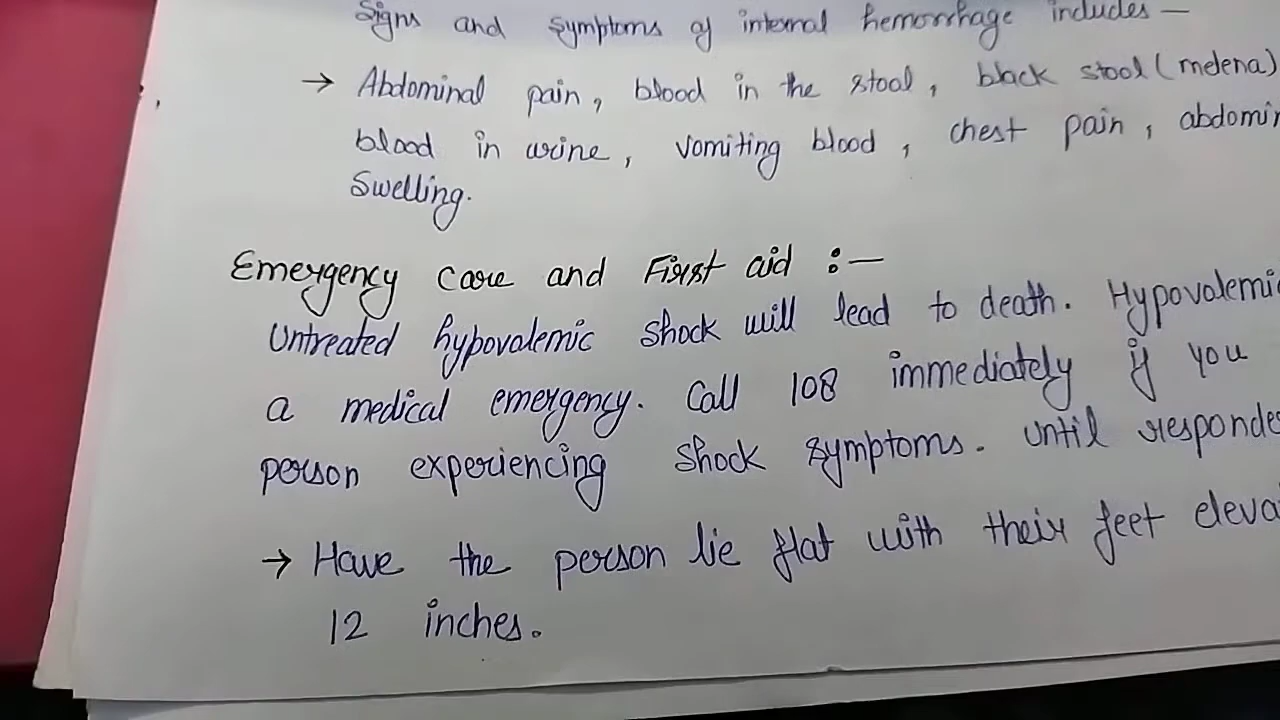 Signs and symptoms of internal hemorrhage includes —
→ Abdominal pain, blood in the stool, black stool (melena)
blood in urine, vomiting blood, chest pain, abdomin
Swelling.
Emergency care and First aid :—
Untreated hypovolemic shock will lead to death. Hypovolemic
a medical emergency. Call 108 immediately if you
person experiencing shock symptoms. Until responde
→ Have the person lie flat with their feet eleva
12 inches.